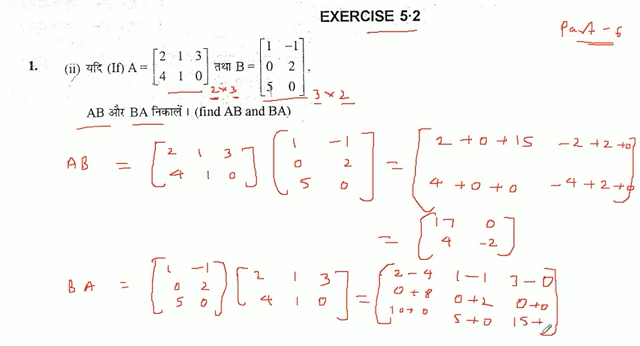 EXERCISE 5·2
Part - 6
1. (ii) यदि (If) A = [2 1 3 तथा B = [1 -1
4 1 0] 0 2
5 0],
2 × 3 3 × 2
AB और BA निकालें। (find AB and BA)
AB = [2 1 3 [1 -1 = [2+0+15 -2+2+0
4 1 0] 0 2 4+0+0 -4+2+0]
5 0]
= [17 0
4 -2]
BA = [1 -1 [2 1 3 = [2-4 1-1 3-0
0 2 4 1 0] 0+8 0+2 0+0
5 0] 10+0 5+0 15+